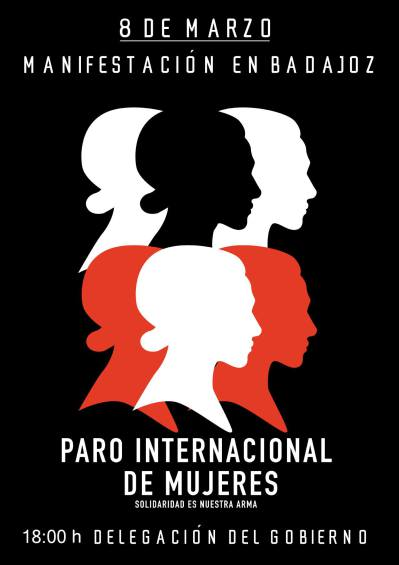 8 DE MARZO
MANIFESTACIÓN EN BADAJOZ
PARO INTERNACIONAL
DE MUJERES
SOLIDARIDAD ES NUESTRA ARMA
18:00 h DELEGACIÓN DEL GOBIERNO